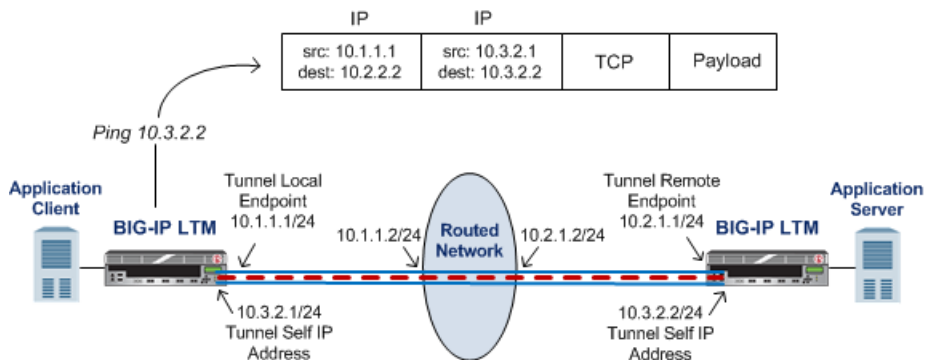 IP
IP
src: 10.1.1.1
dest: 10.2.2.2
src: 10.3.2.1
dest: 10.3.2.2
TCP
Payload
Ping 10.3.2.2
Application
Client
BIG-IP LTM
Tunnel Local
Endpoint
10.1.1.1/24
10.1.1.2/24
Routed
Network
10.2.1.2/24
Tunnel Remote
Endpoint
10.2.1.1/24
BIG-IP LTM
Application
Server
10.3.2.1/24
Tunnel Self IP
Address
10.3.2.2/24
Tunnel Self IP
Address